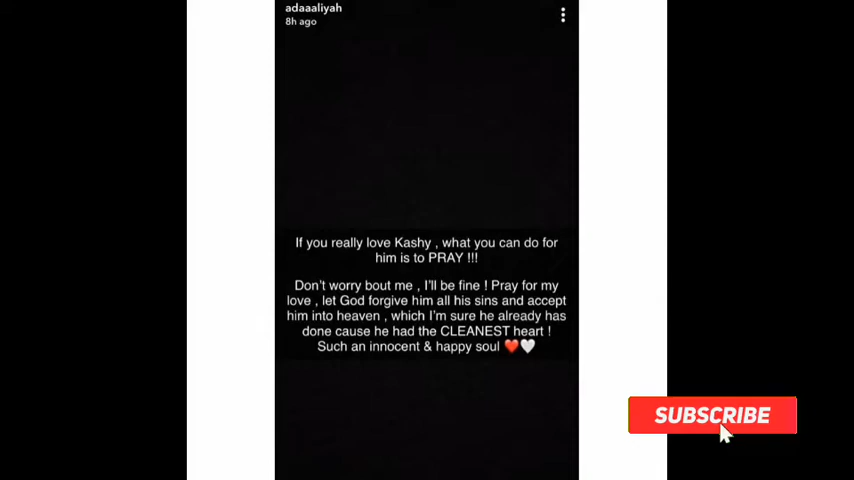 adaaaliyah
8h ago
If you really love Kashy , what you can do for
him is to PRAY !!!
Don't worry bout me , I'll be fine ! Pray for my
love , let God forgive him all his sins and accept
him into heaven , which I'm sure he already has
done cause he had the CLEANEST heart !
Such an innocent & happy soul ❤️🤍
SUBSCRIBE